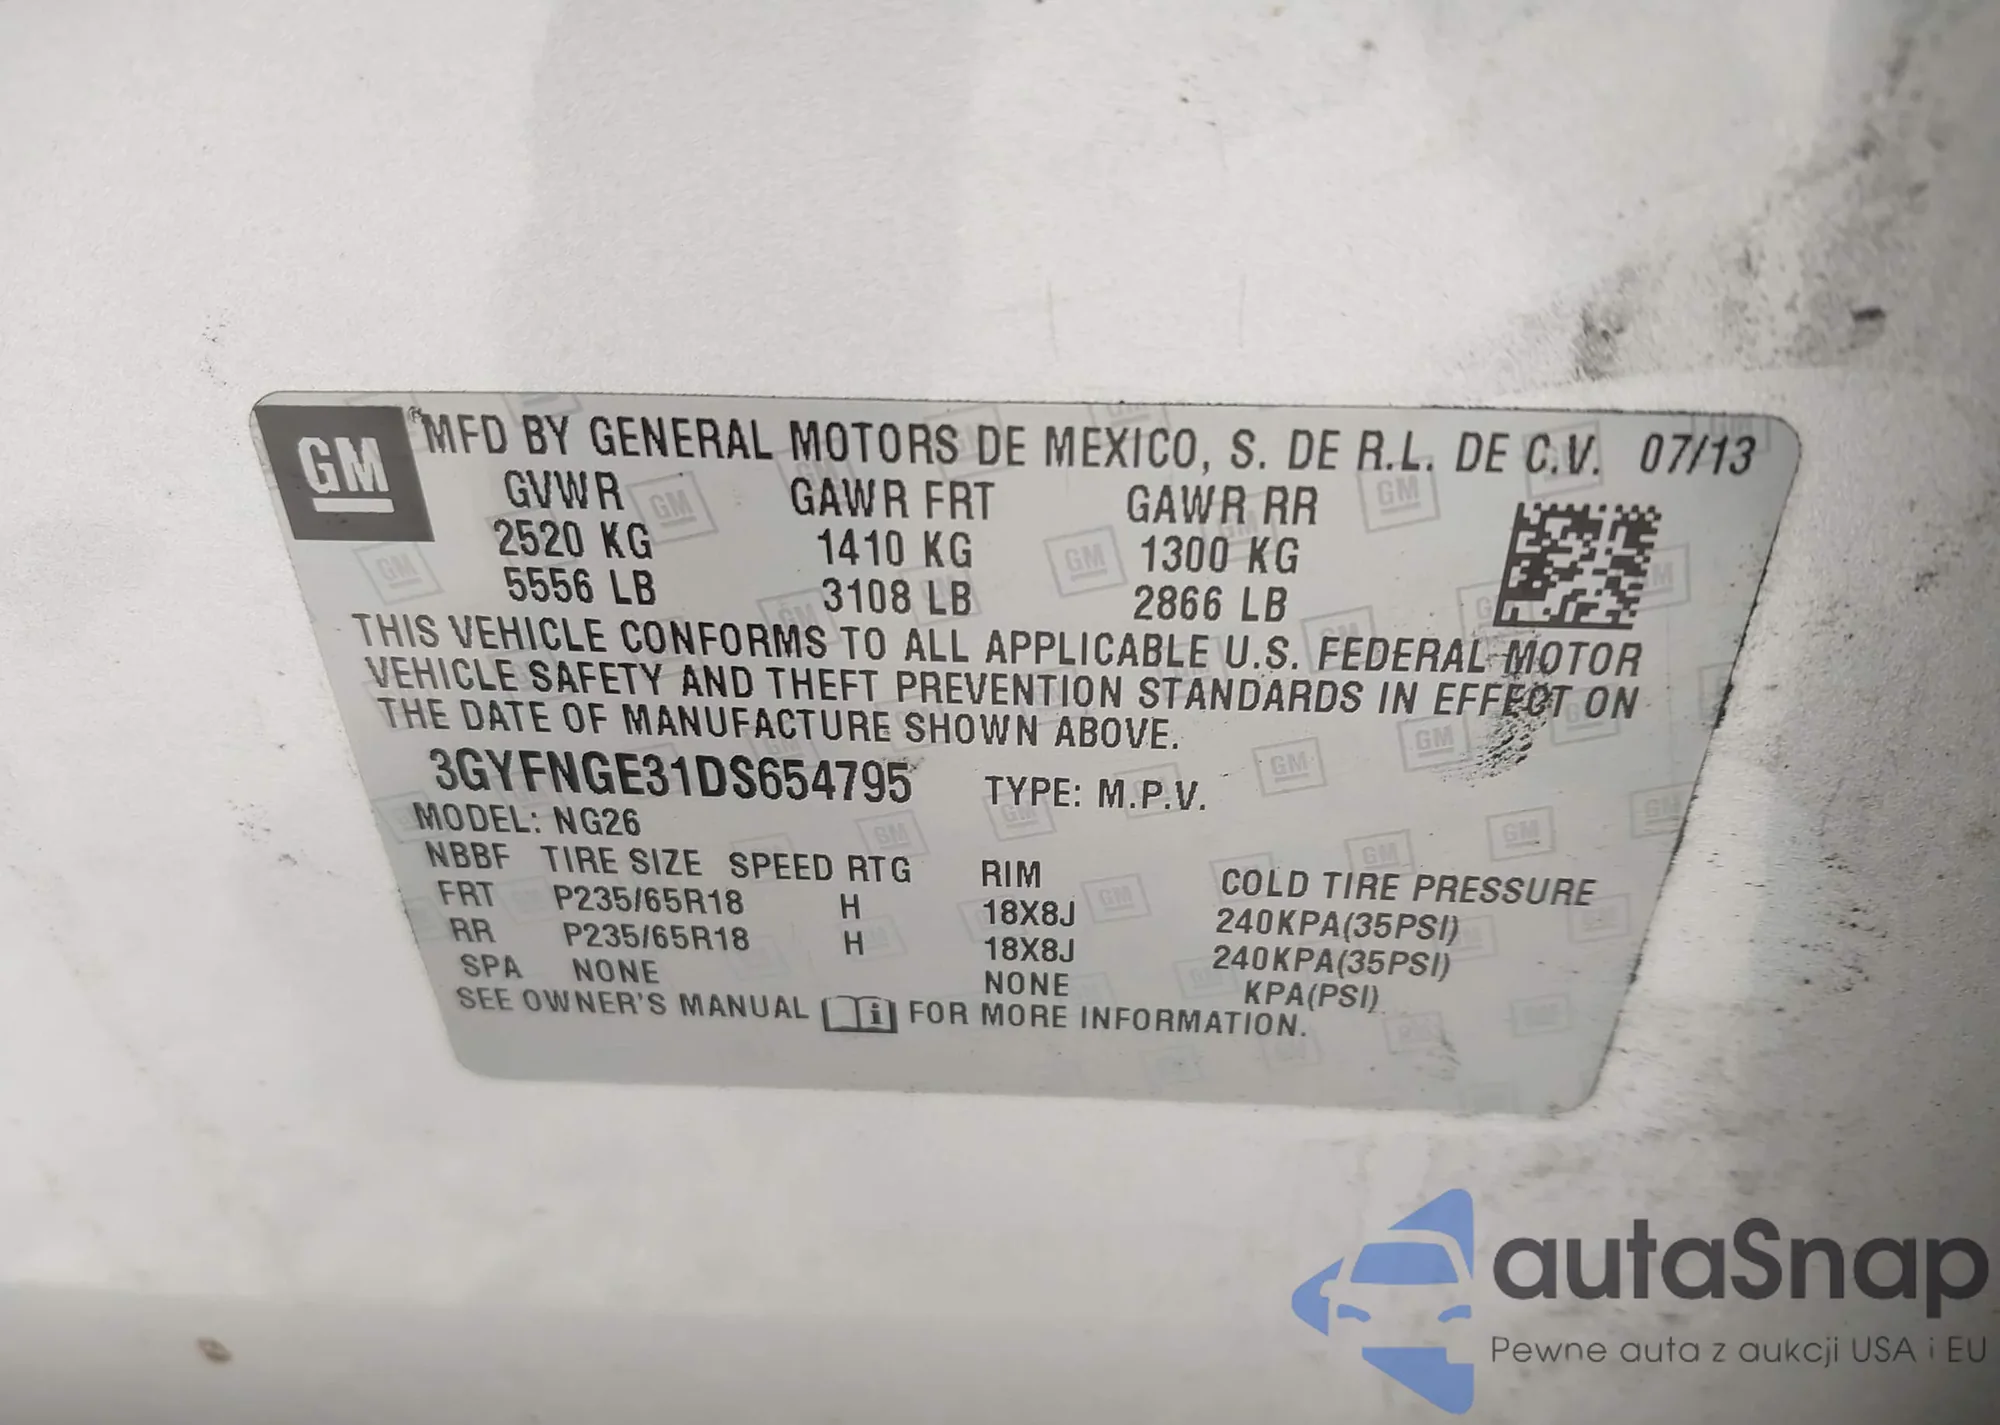 GM
MFD BY GENERAL MOTORS DE MEXICO, S. DE R.L. DE C.V. 07/13
GVWR GAWR FRT GAWR RR
2520 KG 1410 KG 1300 KG
5556 LB 3108 LB 2866 LB
THIS VEHICLE CONFORMS TO ALL APPLICABLE U.S. FEDERAL MOTOR
VEHICLE SAFETY AND THEFT PREVENTION STANDARDS IN EFFECT ON
THE DATE OF MANUFACTURE SHOWN ABOVE.
3GYFNGE31DS654795 TYPE: M.P.V.
MODEL: NG26
NBBF TIRE SIZE SPEED RTG RIM COLD TIRE PRESSURE
FRT P235/65R18 H 18X8J 240KPA(35PSI)
RR P235/65R18 H 18X8J 240KPA(35PSI)
SPA NONE NONE KPA(PSI)
SEE OWNER'S MANUAL i FOR MORE INFORMATION.
autaSnap
Pewne auta z aukcji USA i EU